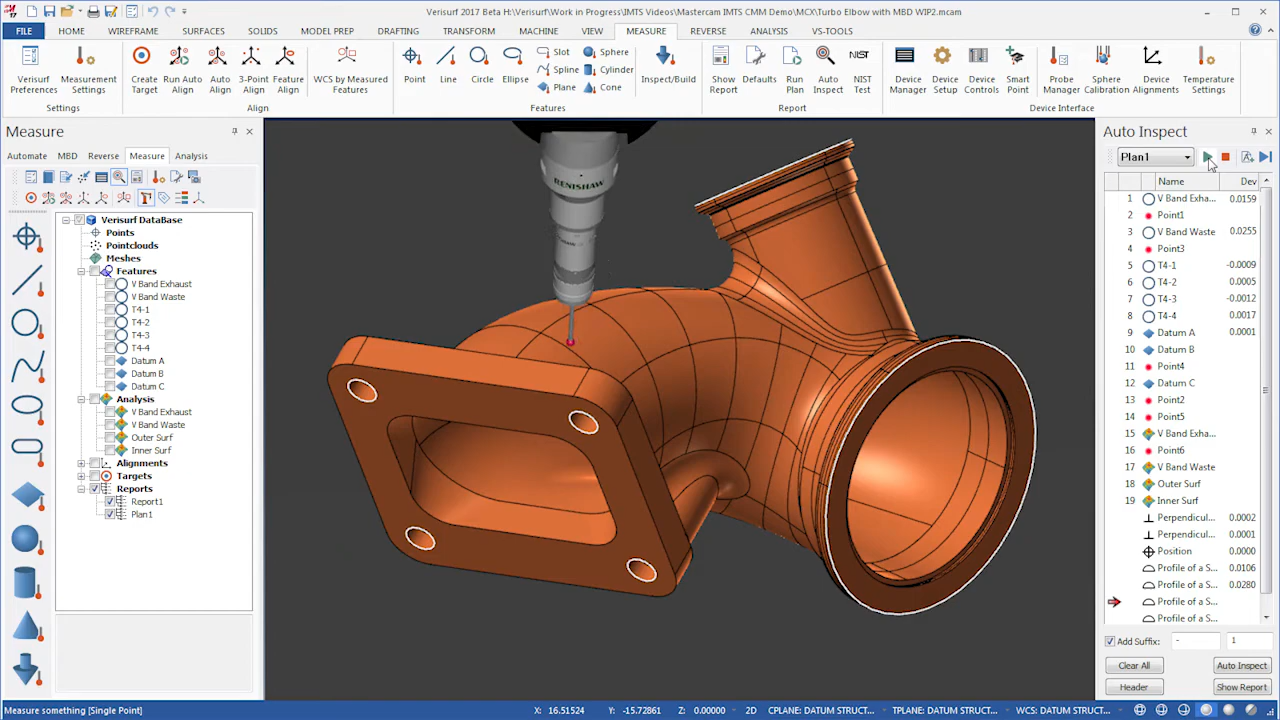 Verisurf 2017 Beta H:\Verisurf\Work in Progress\IMTS Videos\Mastercam IMTS CMM Demo\MCX\Turbo Elbow with MBD WIP2.mcam
FILE HOME WIREFRAME SURFACES SOLIDS MODEL PREP DRAFTING TRANSFORM MACHINE VIEW MEASURE REVERSE ANALYSIS VS-TOOLS
Verisurf Preferences
Measurement Settings
Settings
Create Target
Run Auto Align
Auto Align
3-Point Align
Feature Align
Align
WCS by Measured Features
Point
Line
Circle
Ellipse
Slot
Spline
Plane
Sphere
Cylinder
Cone
Inspect/Build
Features
Show Report
Defaults
Run Plan
Auto Inspect
NIST
NIST Test
Report
Device Manager
Device Setup
Device Controls
Smart Point
Probe Manager
Sphere Calibration
Device Alignments
Temperature Settings
Device Interface
Measure
Automate MBD Reverse Measure Analysis
Verisurf DataBase
Points
Pointclouds
Meshes
Features
V Band Exhaust
V Band Waste
T4-1
T4-2
T4-3
T4-4
Datum A
Datum B
Datum C
Analysis
V Band Exhaust
V Band Waste
Outer Surf
Inner Surf
Alignments
Targets
Reports
Report1
Plan1
RENISHAW
Auto Inspect
Plan1
Name Dev
1 V Band Exha... 0.0159
2 Point1
3 V Band Waste 0.0255
4 Point3
5 T4-1 -0.0009
6 T4-2 0.0005
7 T4-3 -0.0012
8 T4-4 0.0017
9 Datum A 0.0001
10 Datum B
11 Point4
12 Datum C
13 Point2
14 Point5
15 V Band Exha...
16 Point6
17 V Band Waste
18 Outer Surf
19 Inner Surf
Perpendicul... 0.0002
Perpendicul... 0.0001
Position 0.0000
Profile of a S... 0.0106
Profile of a S... 0.0280
Profile of a S...
Profile of a S...
Add Suffix: - 1
Clear All Auto Inspect
Header Show Report
Measure something [Single Point] X: 16.51524 Y: -15.72861 Z: 0.00000 2D CPLANE: DATUM STRUCT... TPLANE: DATUM STRUCT... WCS: DATUM STRUCT...